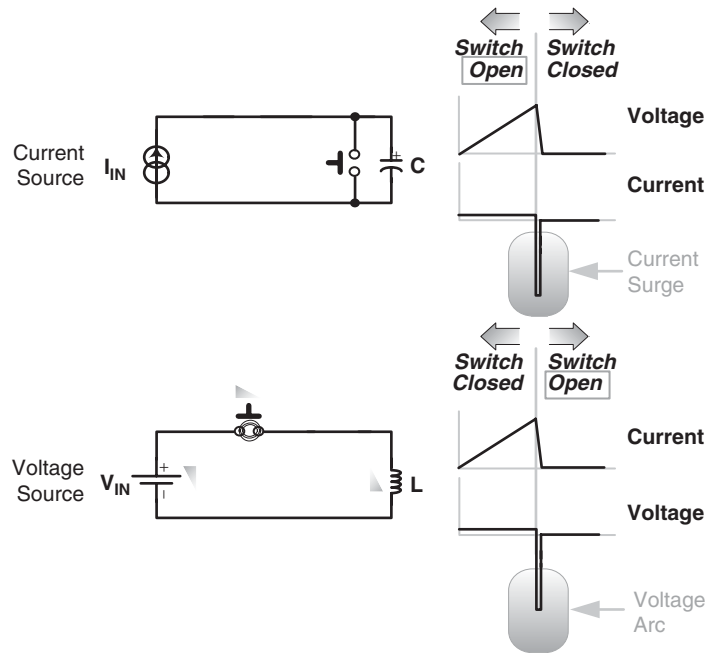 Switch Switch
Open Closed
Voltage
Current
Source I_IN
+
C
Current
Current
Surge
Switch Switch
Closed Open
Current
Voltage
Source V_IN
+
–
L
Voltage
Voltage
Arc